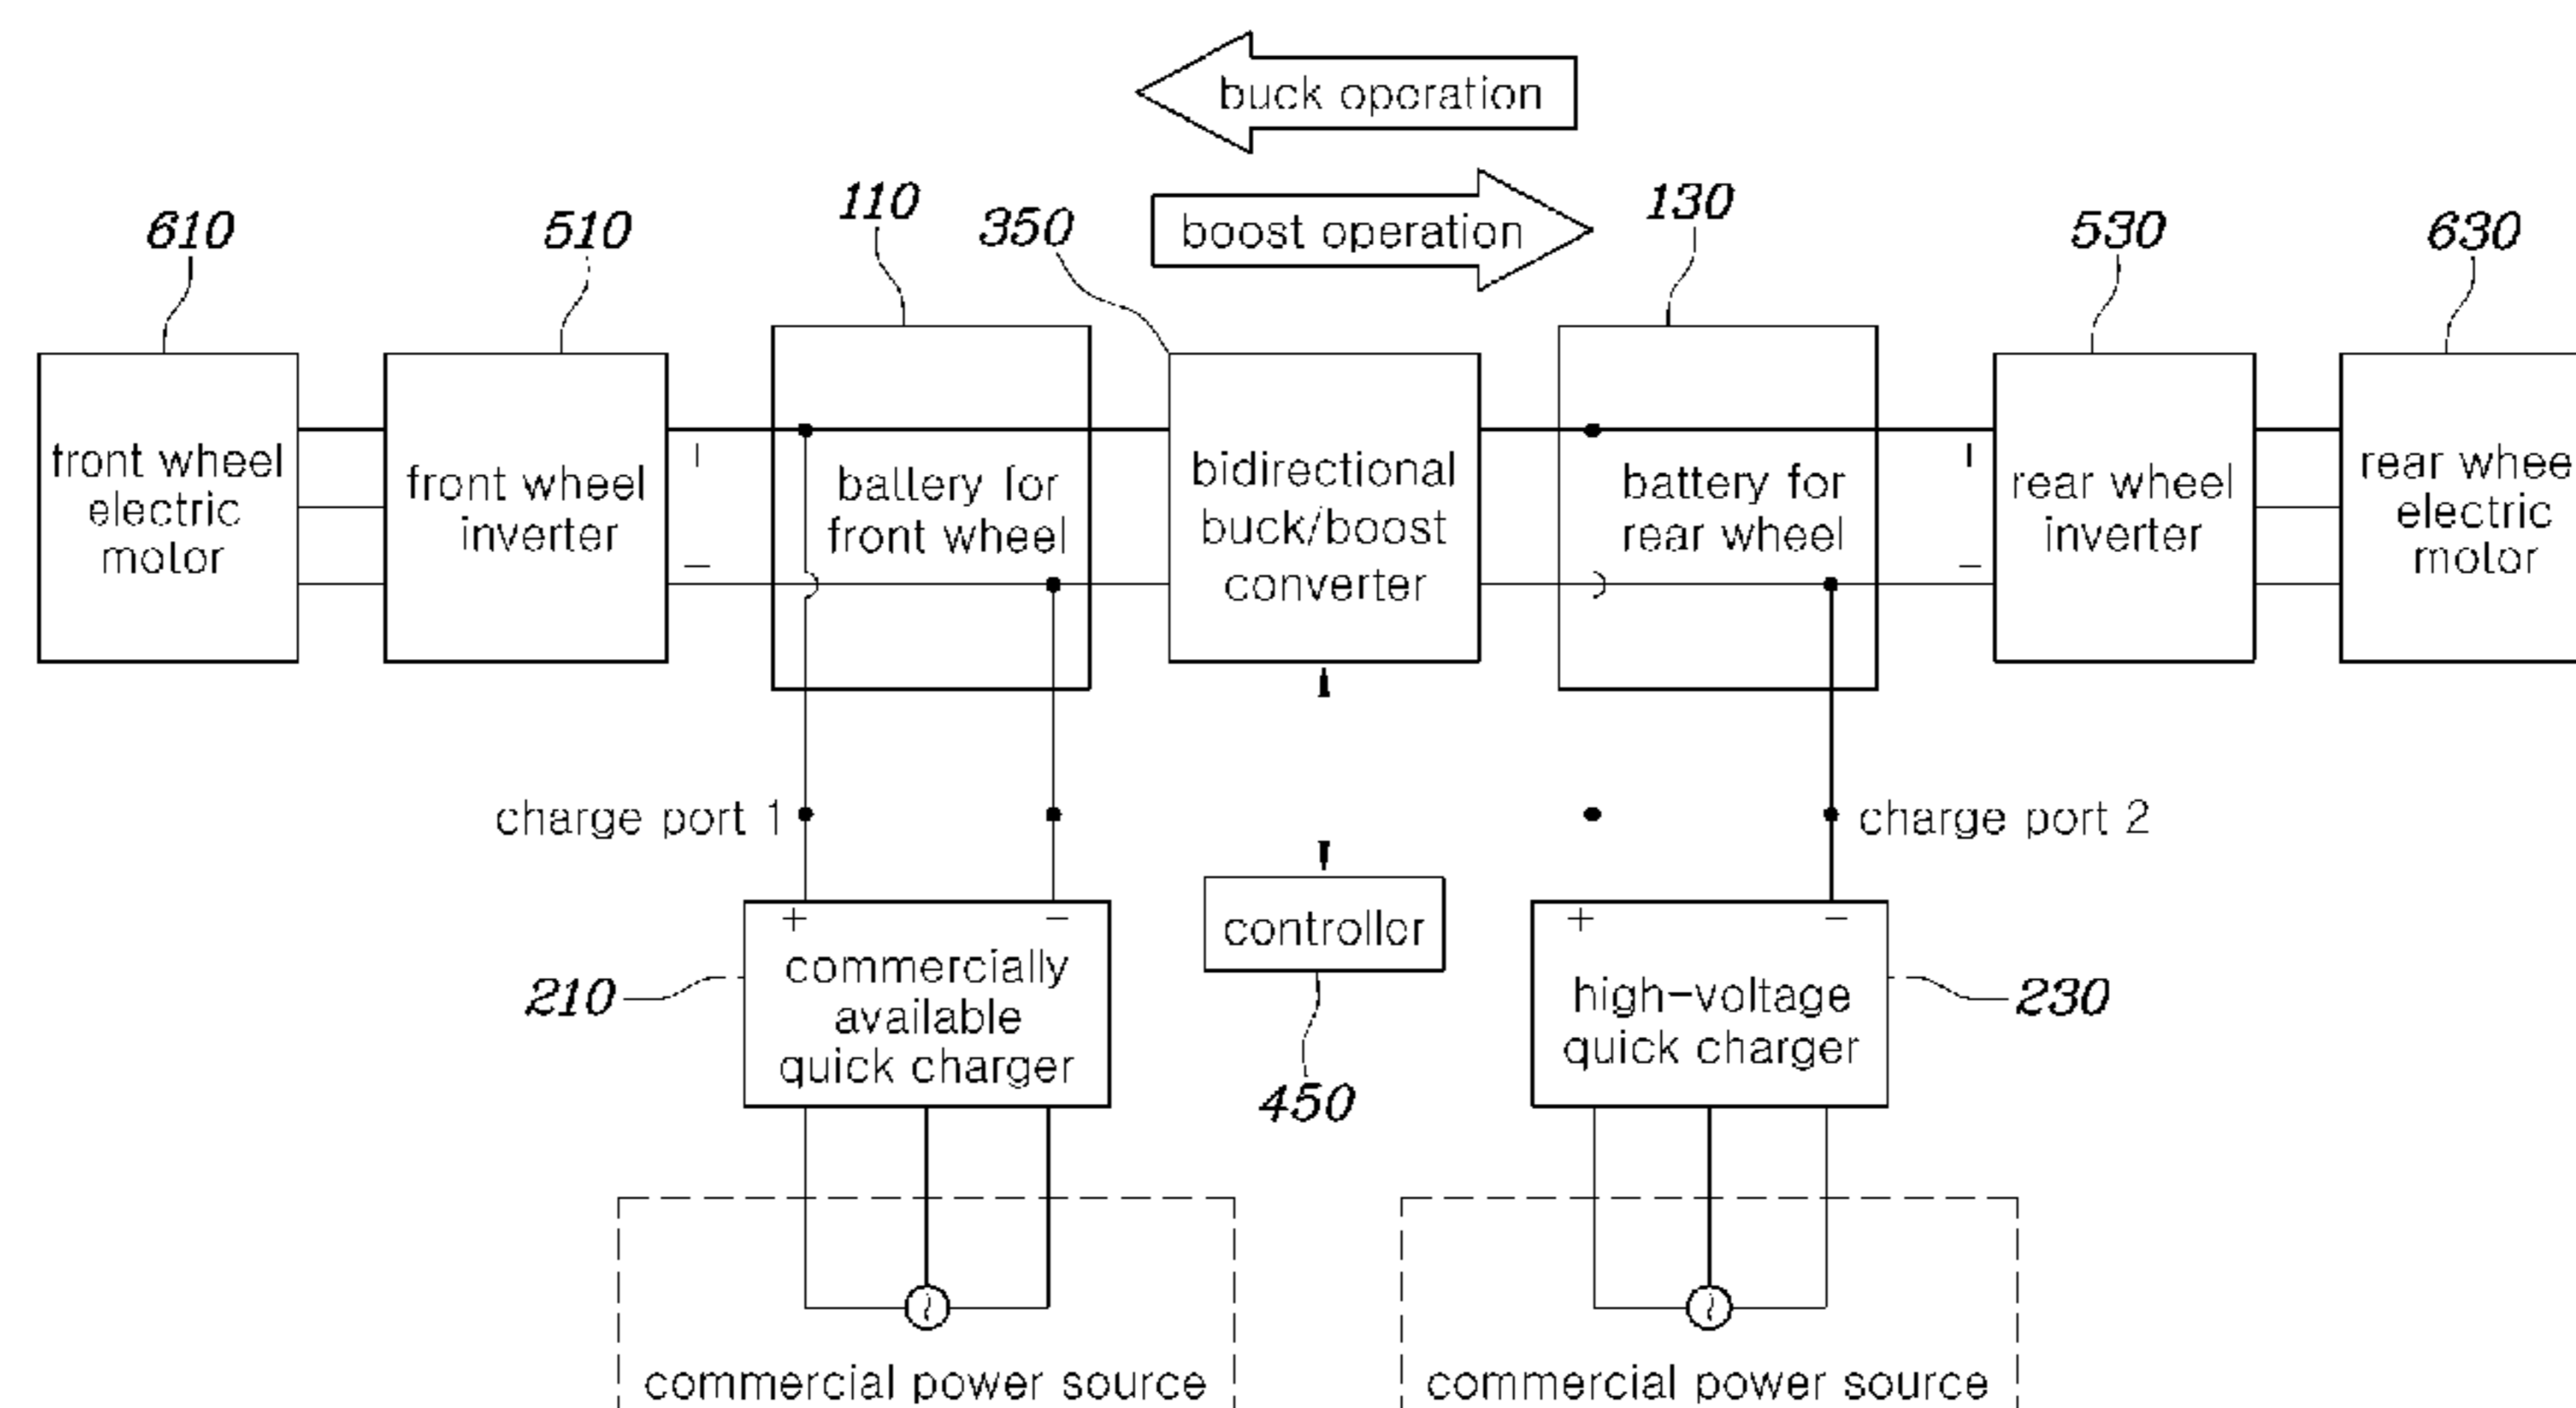 buck operation
boost operation
610
510
110
350
130
530
630
front wheel
electric
motor
front wheel
inverter
+
−
battery for
front wheel
bidirectional
buck/boost
converter
battery for
rear wheel
+
−
rear wheel
inverter
rear whee
electric
motor
charge port 1
charge port 2
+ −
commercially
available
quick charger
210
controller
450
+ −
high-voltage
quick charger
230
commercial power source
commercial power source